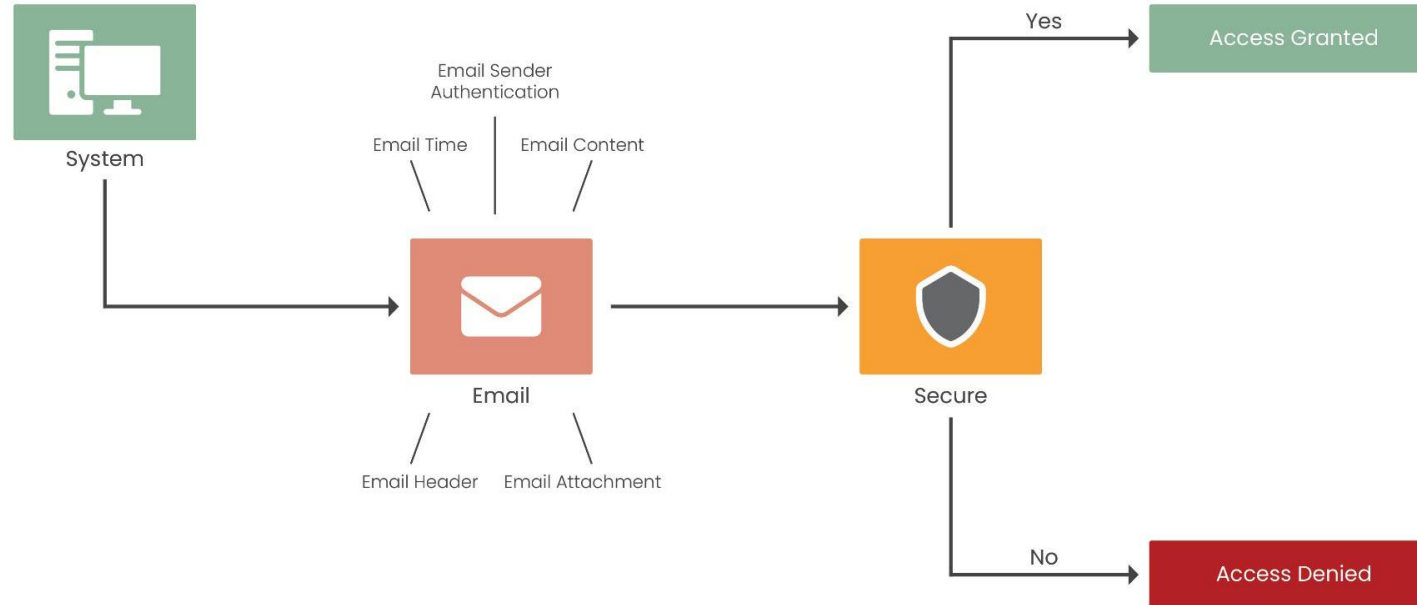 Yes
Access Granted
Email Sender
Authentication
Email Time
Email Content
System
Email
Secure
Email Header
Email Attachment
No
Access Denied